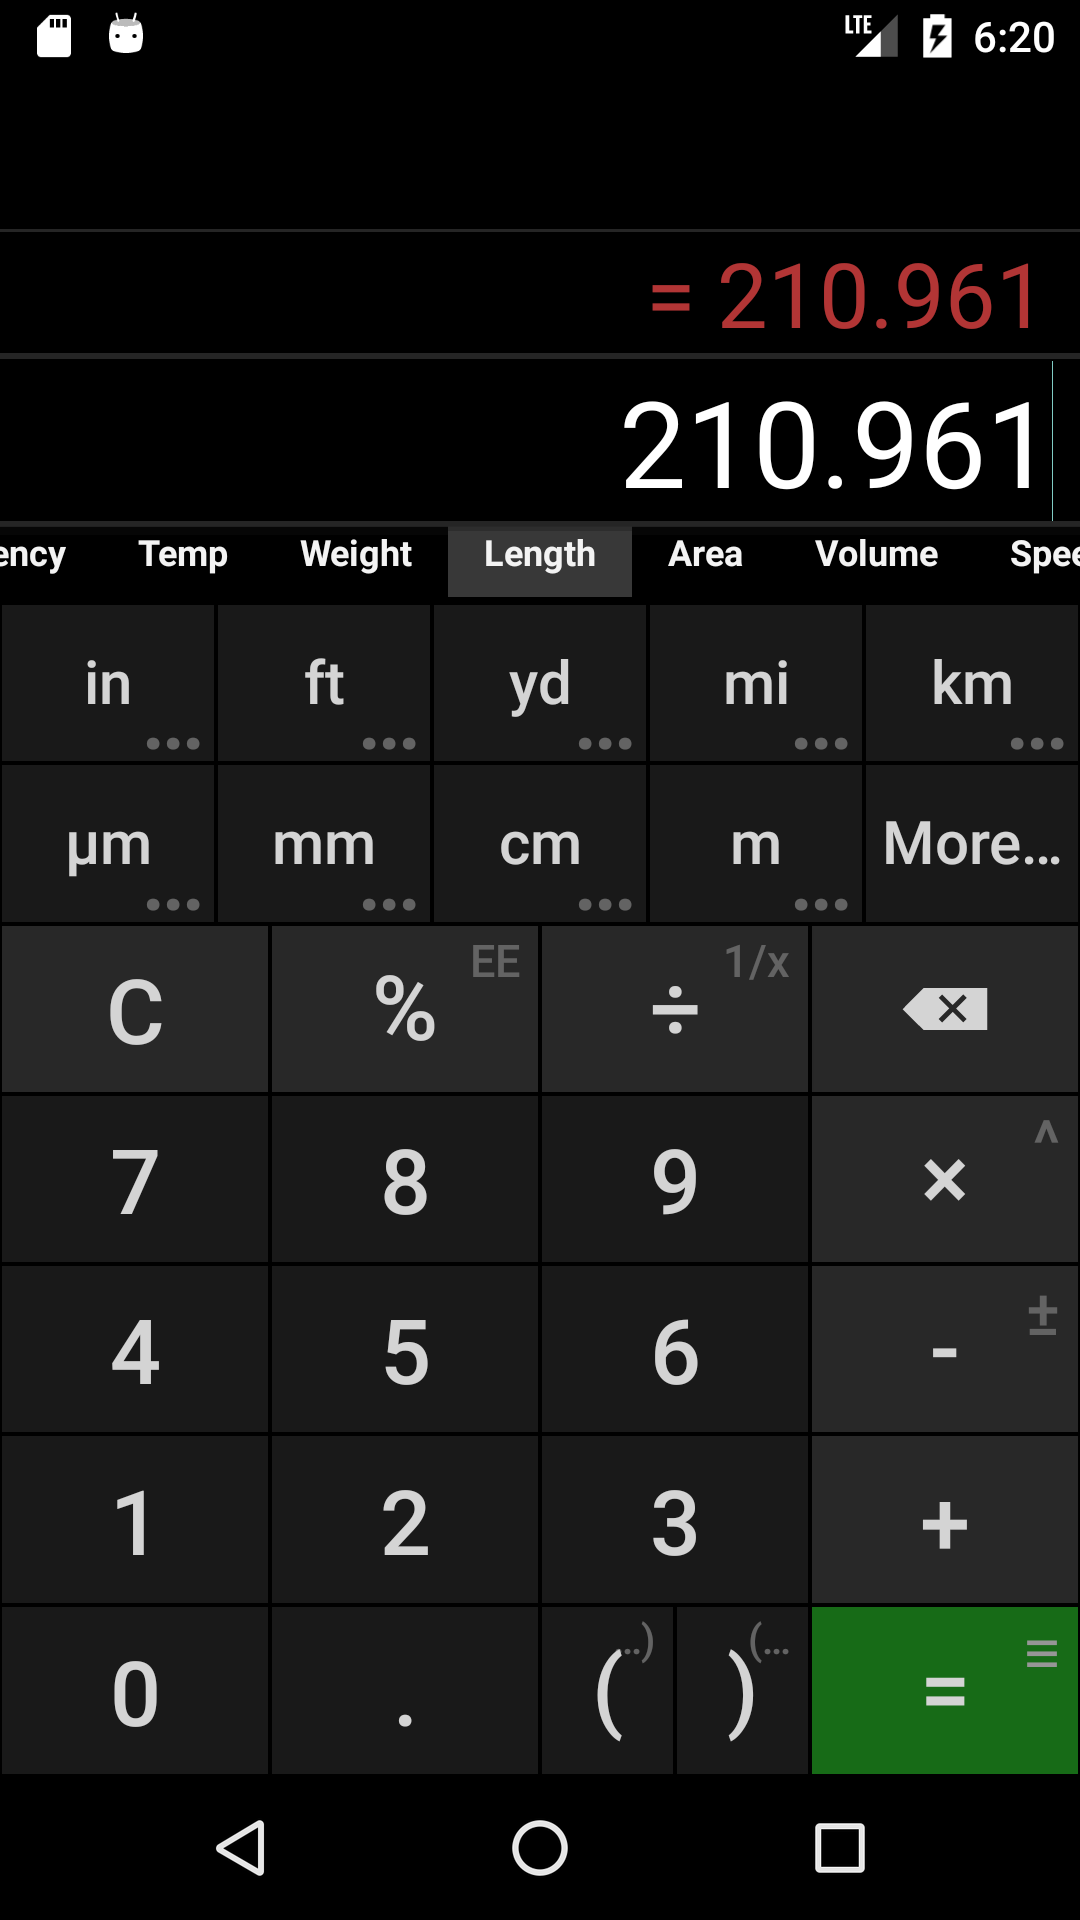 LTE 6:20
= 210.961
210.961
ency Temp Weight Length Area Volume Spee
in ft yd mi km
µm mm cm m More...
C % EE ÷ 1/x
7 8 9 × ^
4 5 6 - ±
1 2 3 +
0 . ( ..) ) (... =